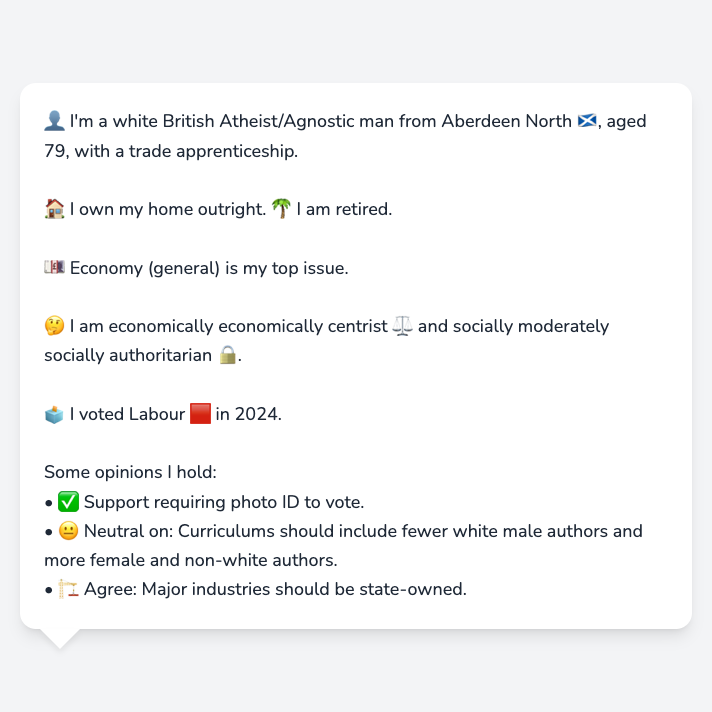 👤 I'm a white British Atheist/Agnostic man from Aberdeen North 🏴󠁧󠁢󠁳󠁣󠁴󠁿, aged
79, with a trade apprenticeship.
🏠 I own my home outright. 🌴 I am retired.
💷 Economy (general) is my top issue.
🤔 I am economically economically centrist ⚖️ and socially moderately
socially authoritarian 🔒.
🗳️ I voted Labour 🟥 in 2024.
Some opinions I hold:
• ✅ Support requiring photo ID to vote.
• 😐 Neutral on: Curriculums should include fewer white male authors and
more female and non-white authors.
• 🏗️ Agree: Major industries should be state-owned.